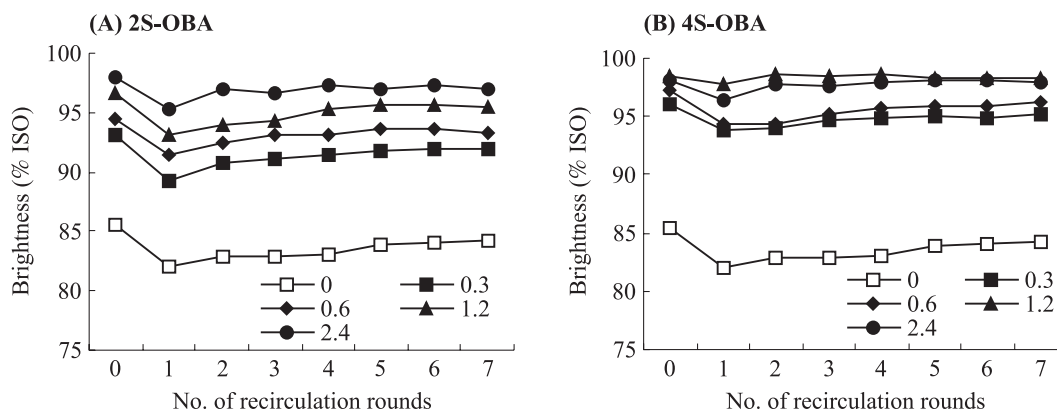 (A) 2S-OBA
100
95
90
85
80
75
Brightness (% ISO)
0 0.3
0.6 1.2
2.4
0 1 2 3 4 5 6 7
No. of recirculation rounds
(B) 4S-OBA
100
95
90
85
80
75
Brightness (% ISO)
0 0.3
0.6 1.2
2.4
0 1 2 3 4 5 6 7
No. of recirculation rounds